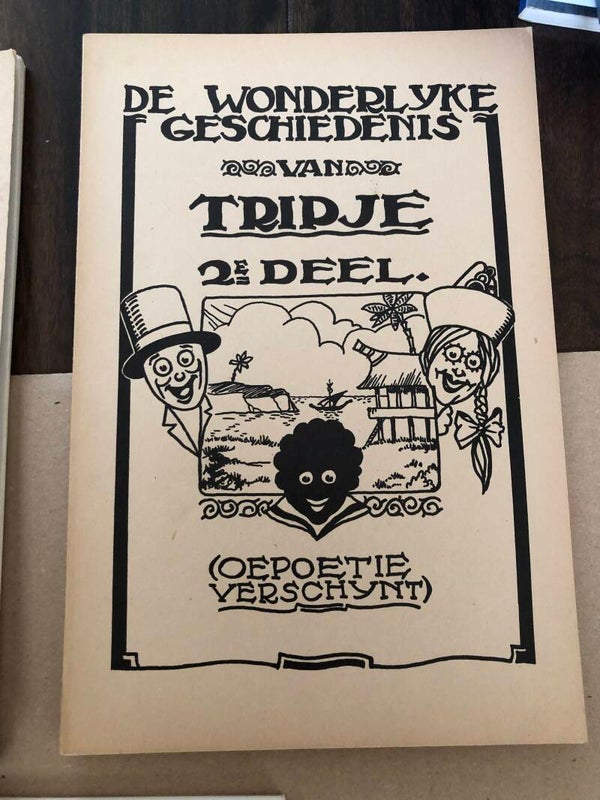 DE WONDERLYKE
GESCHIEDENIS
VAN
TRIPJE
2E DEEL.
(OEPOETIE
VERSCHYNT)